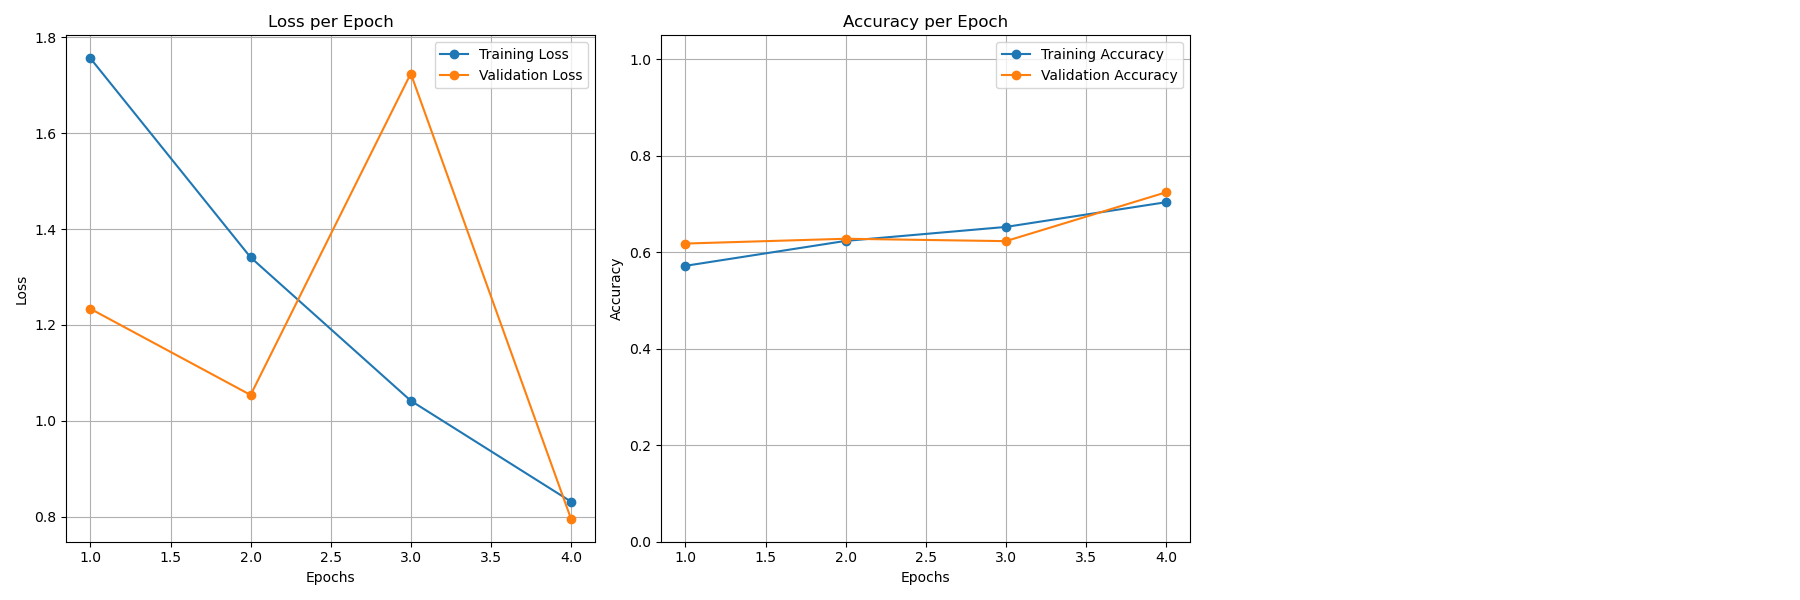 Loss per Epoch
Training Loss
Validation Loss
1.8
1.6
1.4
1.2
1.0
0.8
Loss
1.0 1.5 2.0 2.5 3.0 3.5 4.0
Epochs
Accuracy per Epoch
Training Accuracy
Validation Accuracy
1.0
0.8
0.6
0.4
0.2
0.0
Accuracy
1.0 1.5 2.0 2.5 3.0 3.5 4.0
Epochs